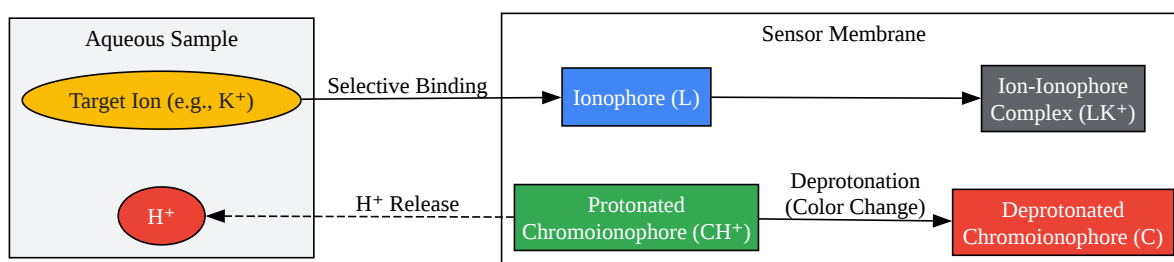 Aqueous Sample
Sensor Membrane
Target Ion (e.g., K⁺)
Selective Binding
Ionophore (L)
Ion-Ionophore
Complex (LK⁺)
H⁺
H⁺ Release
Protonated
Chromoionophore (CH⁺)
Deprotonation
(Color Change)
Deprotonated
Chromoionophore (C)